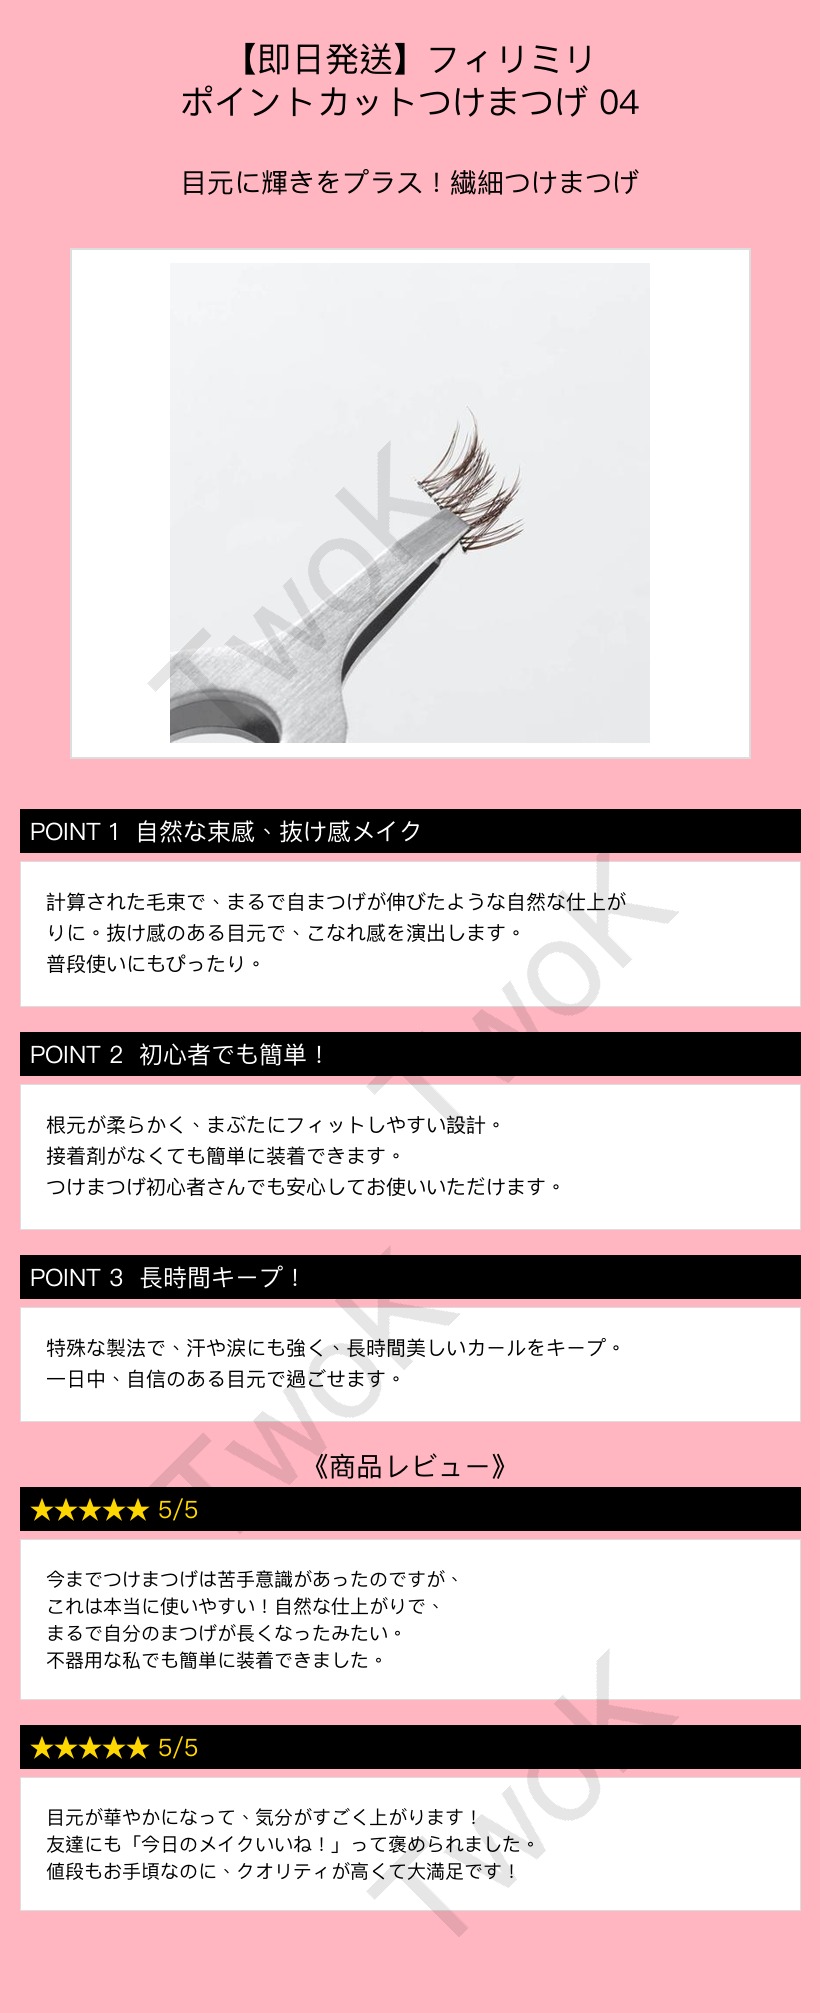 【即日発送】フィリミリ
ポイントカットつけまつげ 04
目元に輝きをプラス！繊細つけまつげ
TwoK
POINT 1 自然な束感、抜け感メイク
計算された毛束で、まるで自まつげが伸びたような自然な仕上が
りに。抜け感のある目元で、こなれ感を演出します。
普段使いにもぴったり。
TwoK
POINT 2 初心者でも簡単！
根元が柔らかく、まぶたにフィットしやすい設計。
接着剤がなくても簡単に装着できます。
つけまつげ初心者さんでも安心してお使いいただけます。
POINT 3 長時間キープ！
特殊な製法で、汗や涙にも強く、長時間美しいカールをキープ。
一日中、自信のある目元で過ごせます。
TwoK
《商品レビュー》
★★★★★ 5/5
今までつけまつげは苦手意識があったのですが、
これは本当に使いやすい！自然な仕上がりで、
まるで自分のまつげが長くなったみたい。
不器用な私でも簡単に装着できました。
★★★★★ 5/5
目元が華やかになって、気分がすごく上がります！
友達にも「今日のメイクいいね！」って褒められました。
値段もお手頃なのに、クオリティが高くて大満足です！
TwoK